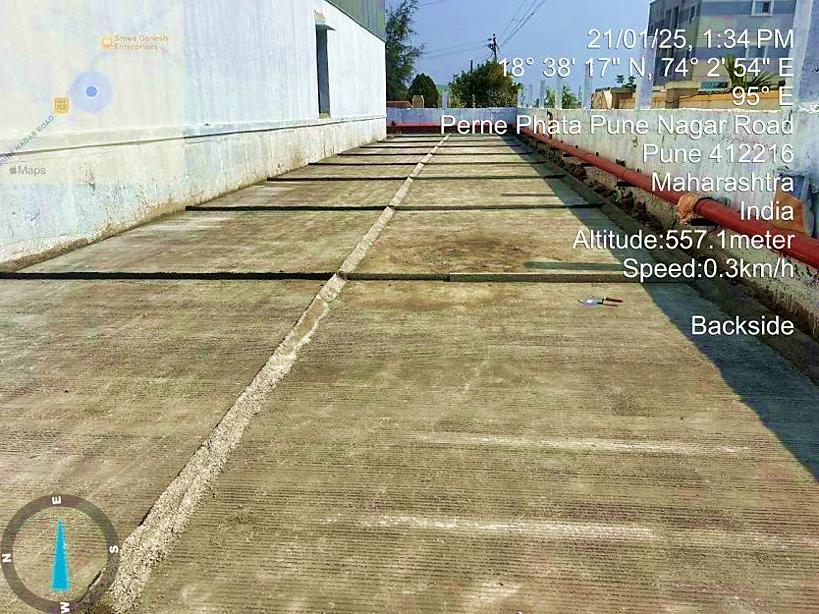 Shree Ganesh
Enterprises
NAGAR ROAD
Maps
21/01/25, 1:34 PM
18° 38' 17" N, 74° 2' 54" E
95° E
Perne Phata Pune Nagar Road
Pune 412216
Maharashtra
India
Altitude:557.1meter
Speed:0.3km/h
Backside
E
N
S
W